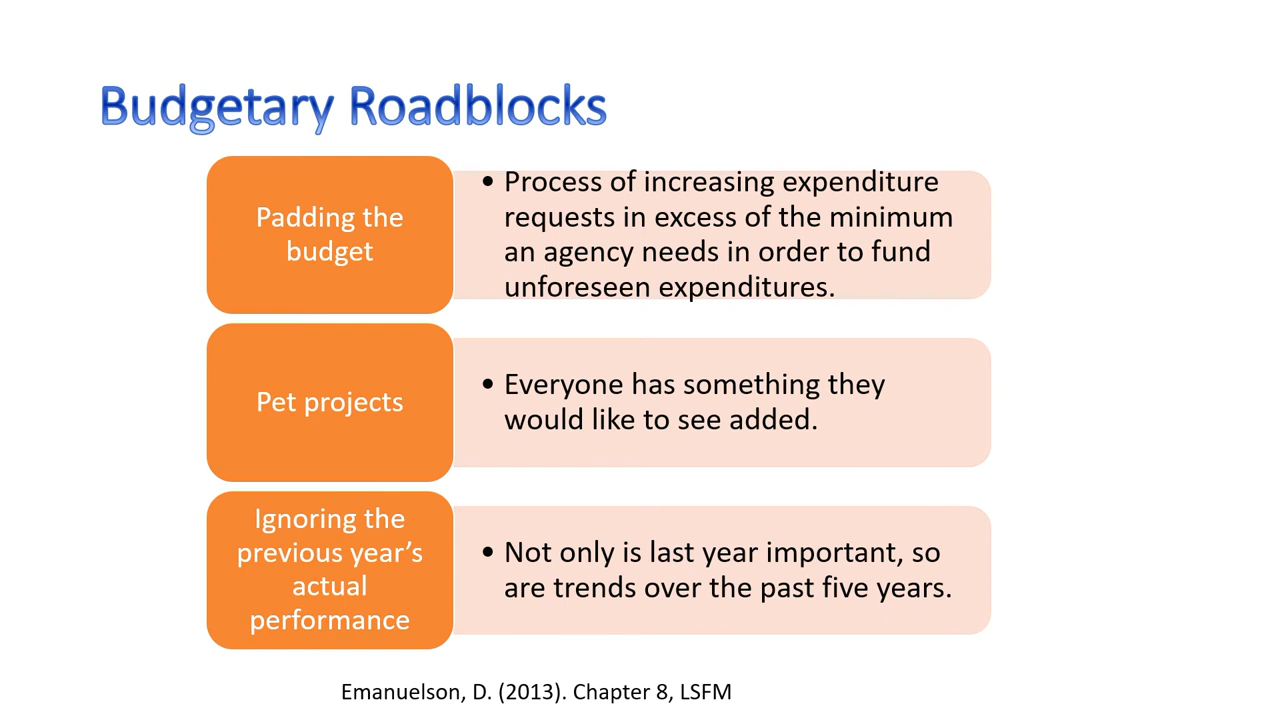 Budgetary Roadblocks
Padding the
budget
• Process of increasing expenditure
requests in excess of the minimum
an agency needs in order to fund
unforeseen expenditures.
Pet projects
• Everyone has something they
would like to see added.
Ignoring the
previous year’s
actual
performance
• Not only is last year important, so
are trends over the past five years.
Emanuelson, D. (2013). Chapter 8, LSFM